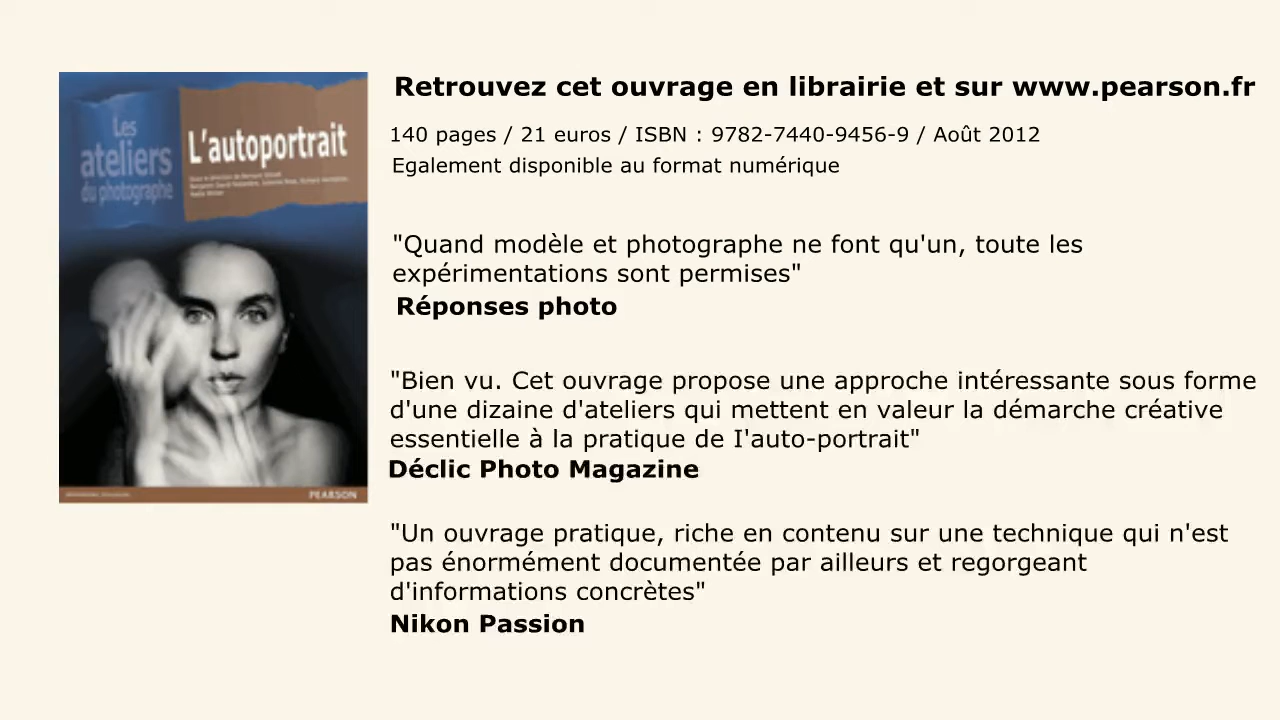 Les
ateliers
du photographe
L'autoportrait
PEARSON
Retrouvez cet ouvrage en librairie et sur www.pearson.fr
140 pages / 21 euros / ISBN : 9782-7440-9456-9 / Août 2012
Egalement disponible au format numérique
"Quand modèle et photographe ne font qu'un, toute les
expérimentations sont permises"
Réponses photo
"Bien vu. Cet ouvrage propose une approche intéressante sous forme
d'une dizaine d'ateliers qui mettent en valeur la démarche créative
essentielle à la pratique de I'auto-portrait"
Déclic Photo Magazine
"Un ouvrage pratique, riche en contenu sur une technique qui n'est
pas énormément documentée par ailleurs et regorgeant
d'informations concrètes"
Nikon Passion